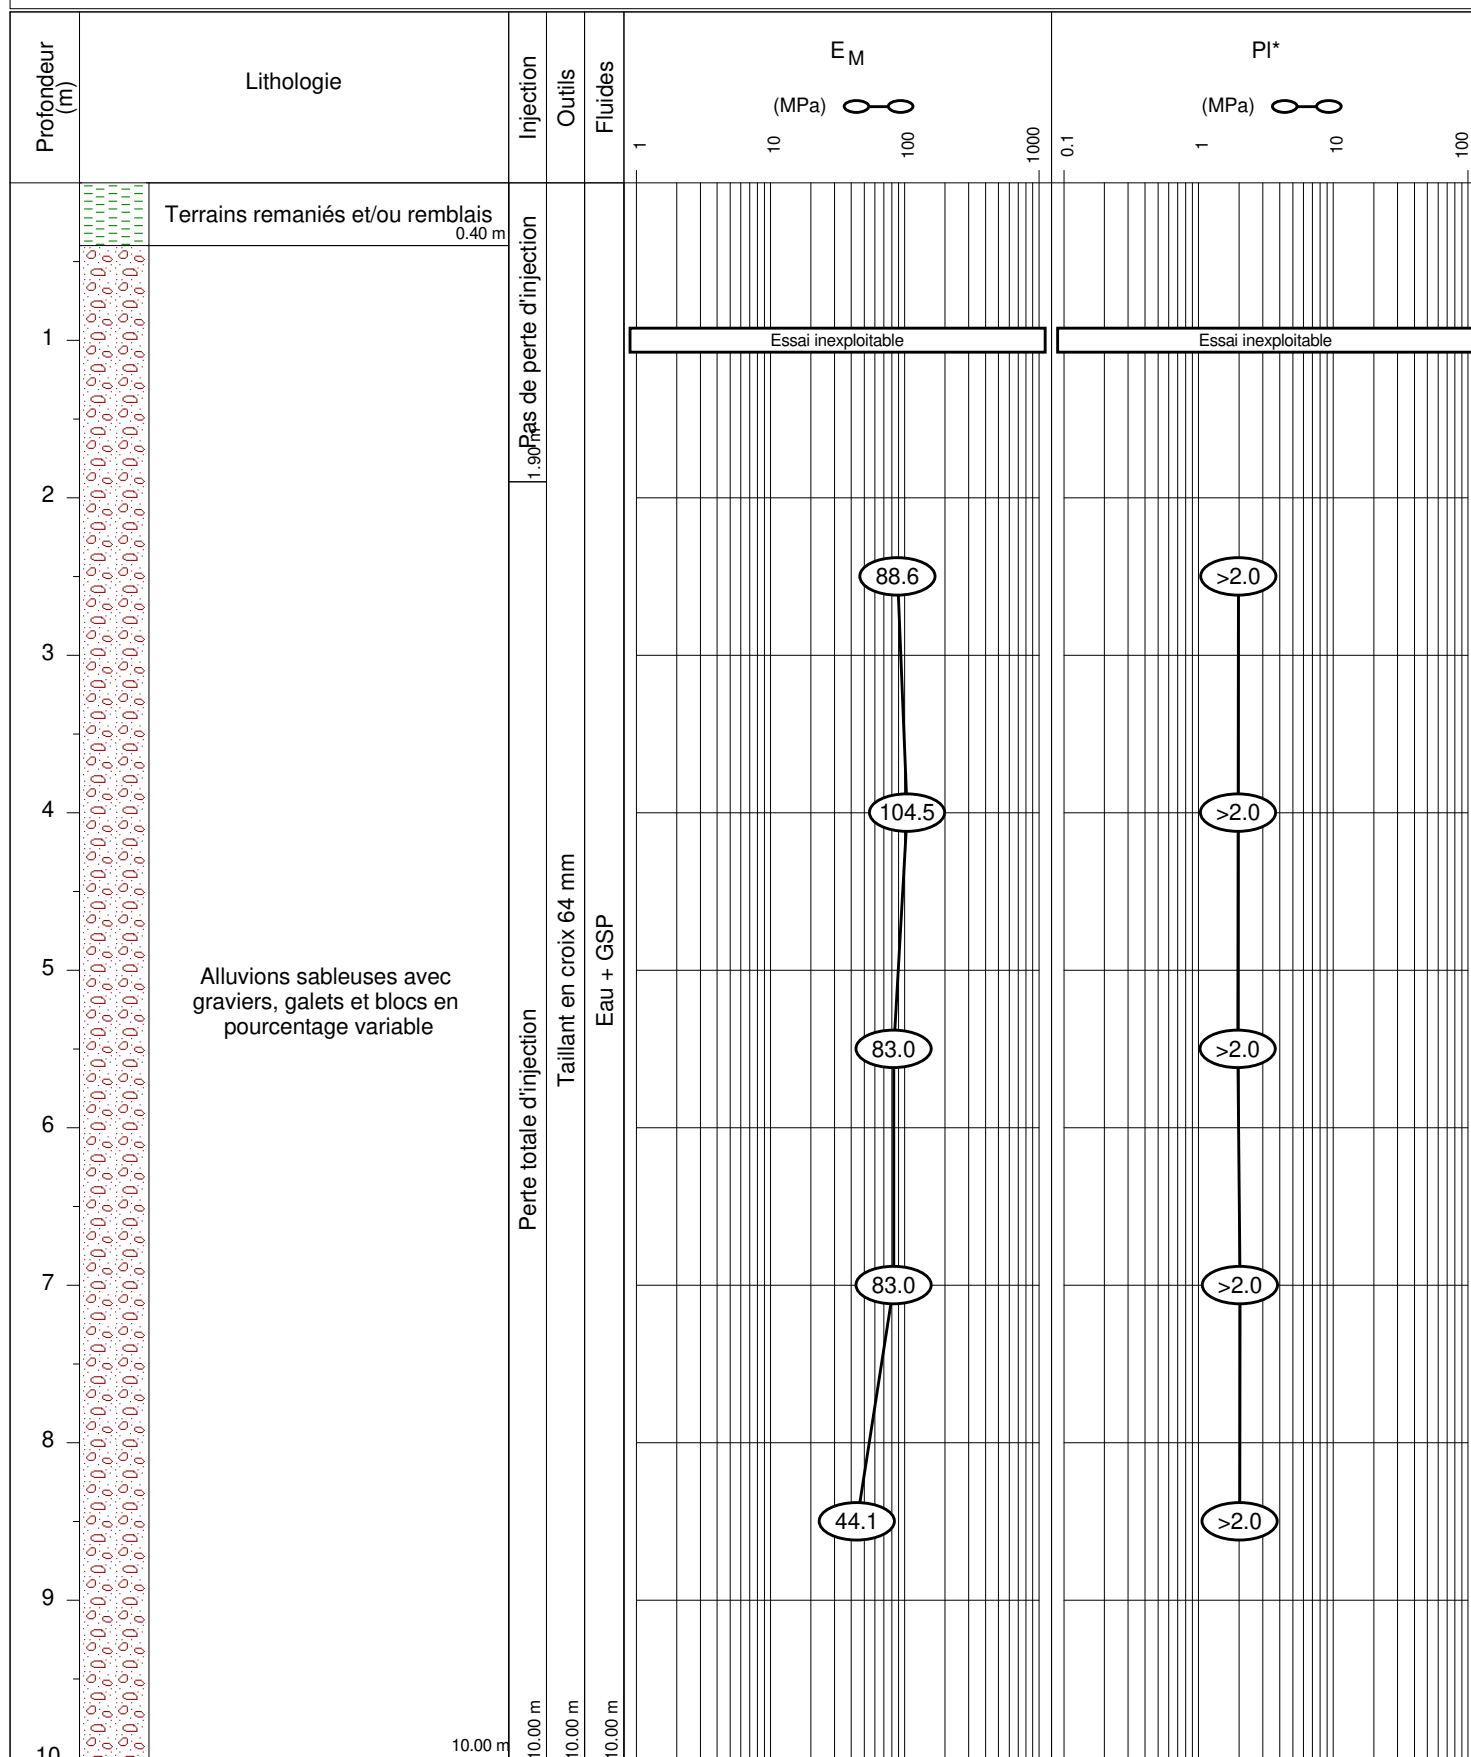 Profondeur
(m)
Lithologie
Injection
Outils
Fluides
E M
(MPa)
1
10
100
1000
Pl*
(MPa)
0.1
1
10
100
Terrains remaniés et/ou remblais
0.40 m
Pas de perte d'injection
1.90 m
1
Essai inexploitable
Essai inexploitable
2
88.6
>2.0
3
4
104.5
>2.0
5
Alluvions sableuses avec
graviers, galets et blocs en
pourcentage variable
Perte totale d'injection
Taillant en croix 64 mm
Eau + GSP
83.0
>2.0
6
7
83.0
>2.0
8
44.1
>2.0
9
10
10.00 m
10.00 m
10.00 m
10.00 m